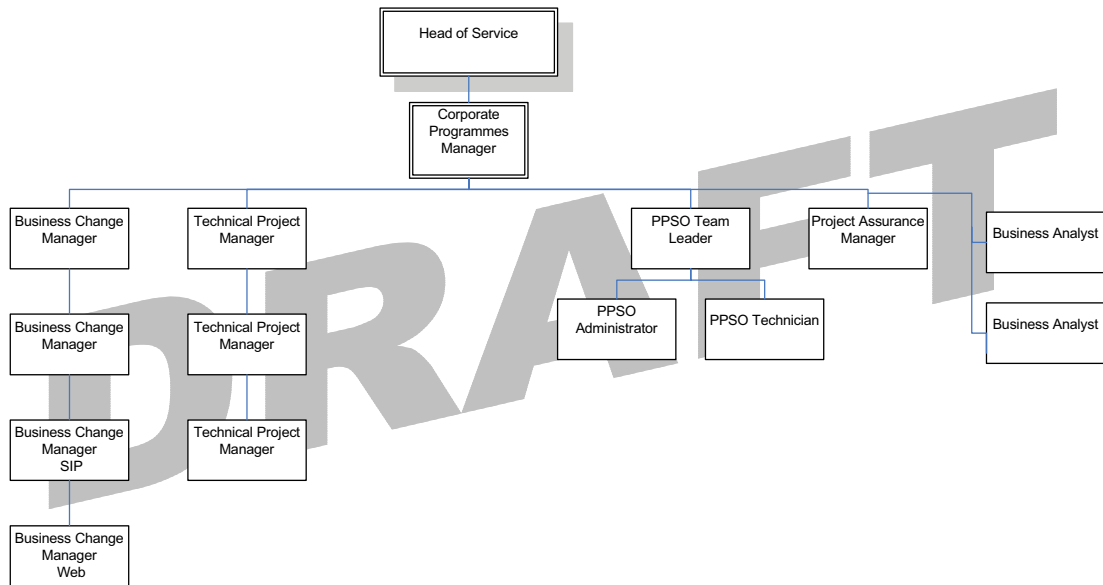 Head of Service
Corporate
Programmes
Manager
Business Change
Manager
Technical Project
Manager
PPSO Team
Leader
Project Assurance
Manager
Business Analyst
Business Change
Manager
Technical Project
Manager
PPSO
Administrator
PPSO Technician
Business Analyst
Business Change
Manager
SIP
Technical Project
Manager
Business Change
Manager
Web
DRAFT